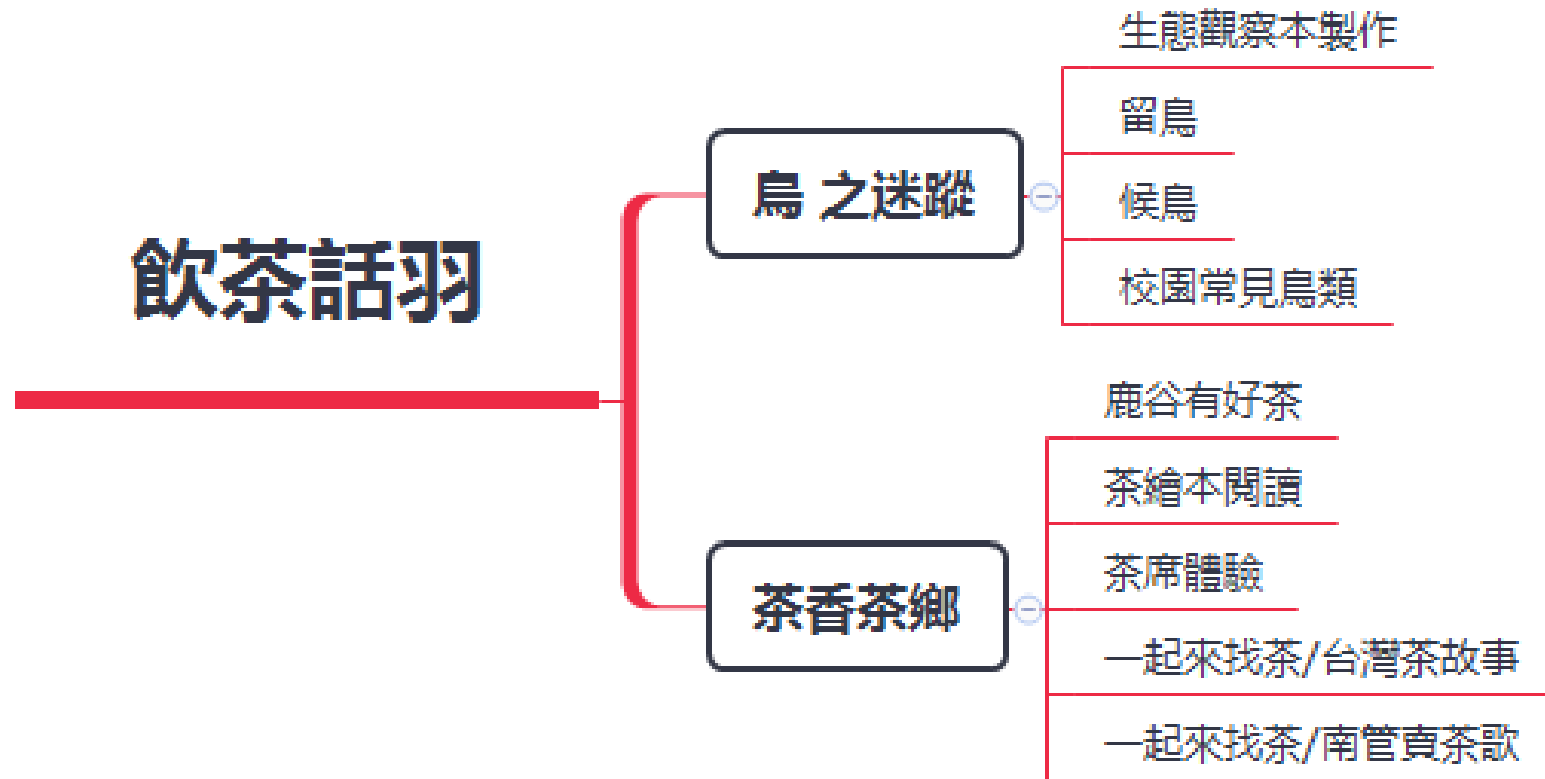 飲茶話羽
鳥 之迷蹤
生態觀察本製作
留鳥
候鳥
校園常見鳥類
茶香茶鄉
鹿谷有好茶
茶繪本閱讀
茶席體驗
一起來找茶/台灣茶故事
一起來找茶/南管賣茶歌